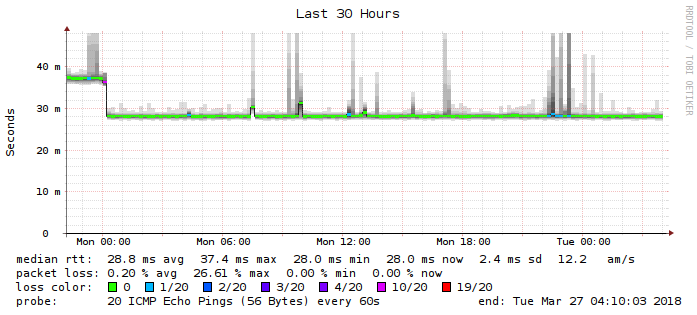 Last 30 Hours
RRDTOOL / TOBI OETIKER
Seconds
40 m
30 m
20 m
10 m
0
Mon 00:00 Mon 06:00 Mon 12:00 Mon 18:00 Tue 00:00
median rtt: 28.8 ms avg 37.4 ms max 28.0 ms min 28.0 ms now 2.4 ms sd 12.2 am/s
packet loss: 0.20 % avg 26.61 % max 0.00 % min 0.00 % now
loss color: 0 1/20 2/20 3/20 4/20 10/20 19/20
probe: 20 ICMP Echo Pings (56 Bytes) every 60s end: Tue Mar 27 04:10:03 2018